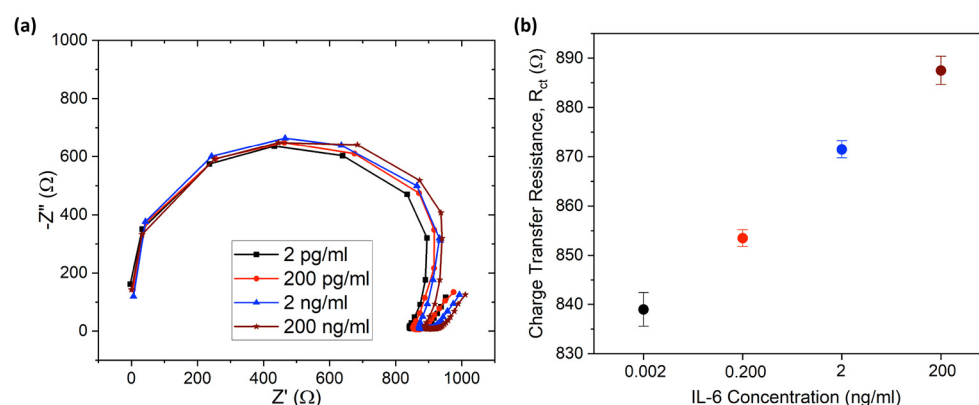 (a)
1000
800
600
400
200
0
-Z" (Ω)
2 pg/ml
200 pg/ml
2 ng/ml
200 ng/ml
0 200 400 600 800 1000
Z' (Ω)
(b)
890
880
870
860
850
840
830
Charge Transfer Resistance, Rct (Ω)
0.002 0.200 2 200
IL-6 Concentration (ng/ml)